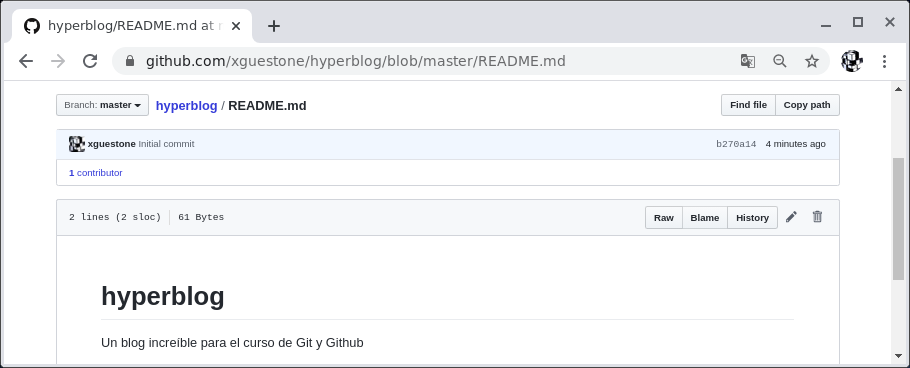 hyperblog/README.md at
github.com/xguestone/hyperblog/blob/master/README.md
Branch: master hyperblog / README.md Find file Copy path
xguestone Initial commit b270a14 4 minutes ago
1 contributor
2 lines (2 sloc) 61 Bytes Raw Blame History
hyperblog
Un blog increíble para el curso de Git y Github